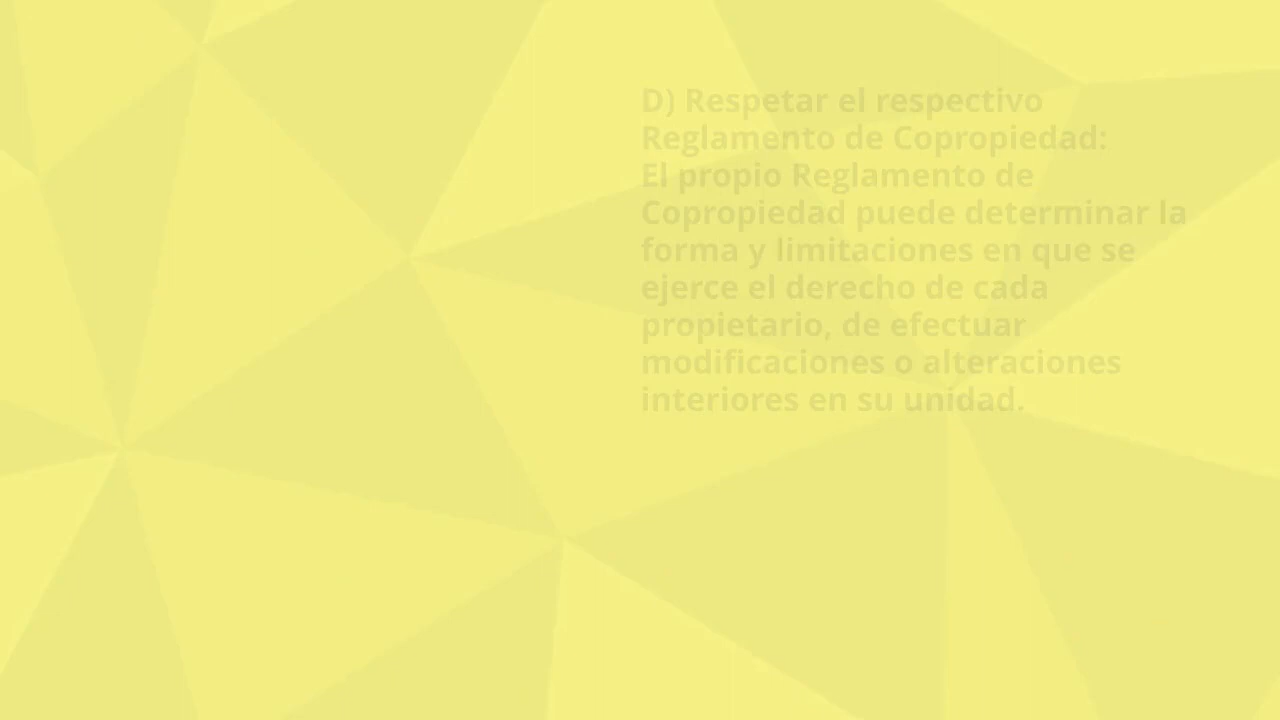 D) Respetar el respectivo
Reglamento de Copropiedad:
El propio Reglamento de
Copropiedad puede determinar la
forma y limitaciones en que se
ejerce el derecho de cada
propietario, de efectuar
modificaciones o alteraciones
interiores en su unidad.